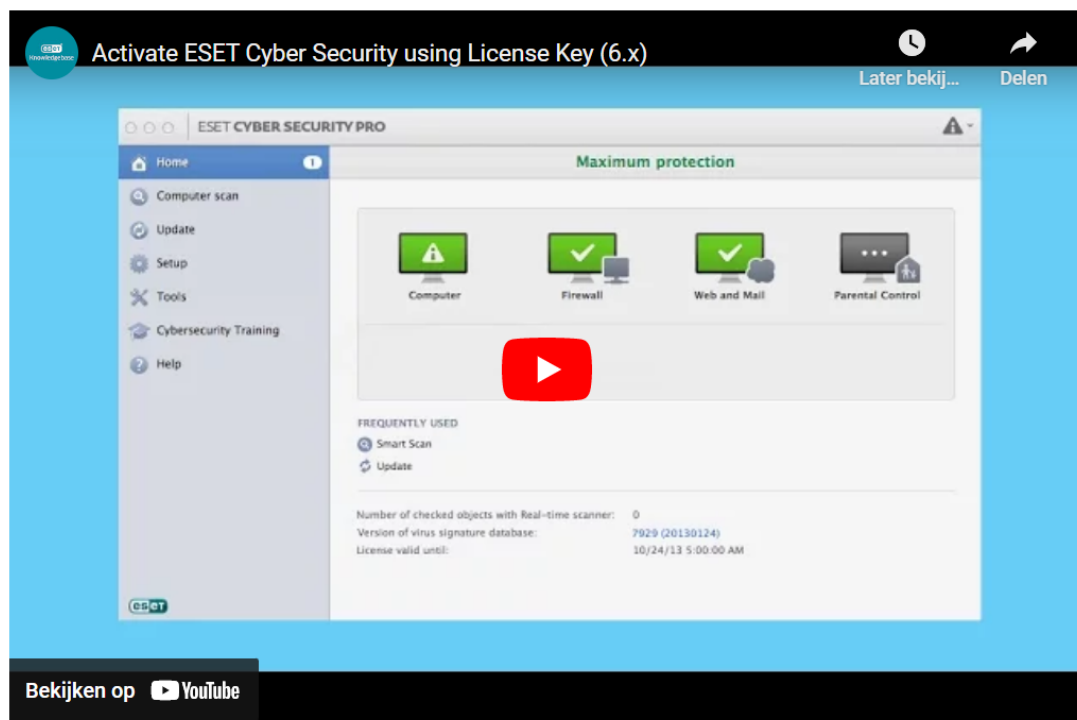 Activate ESET Cyber Security using License Key (6.x)
eset
Knowledgebase
Later bekij...
Delen
ESET CYBER SECURITY PRO
Home
1
Maximum protection
Computer scan
Update
Setup
Tools
Cybersecurity Training
Help
Computer
Firewall
Web and Mail
Parental Control
FREQUENTLY USED
Smart Scan
Update
Number of checked objects with Real-time scanner: 0
Version of virus signature database: 7929 (20130124)
License valid until: 10/24/13 5:00:00 AM
eset
Bekijken op YouTube